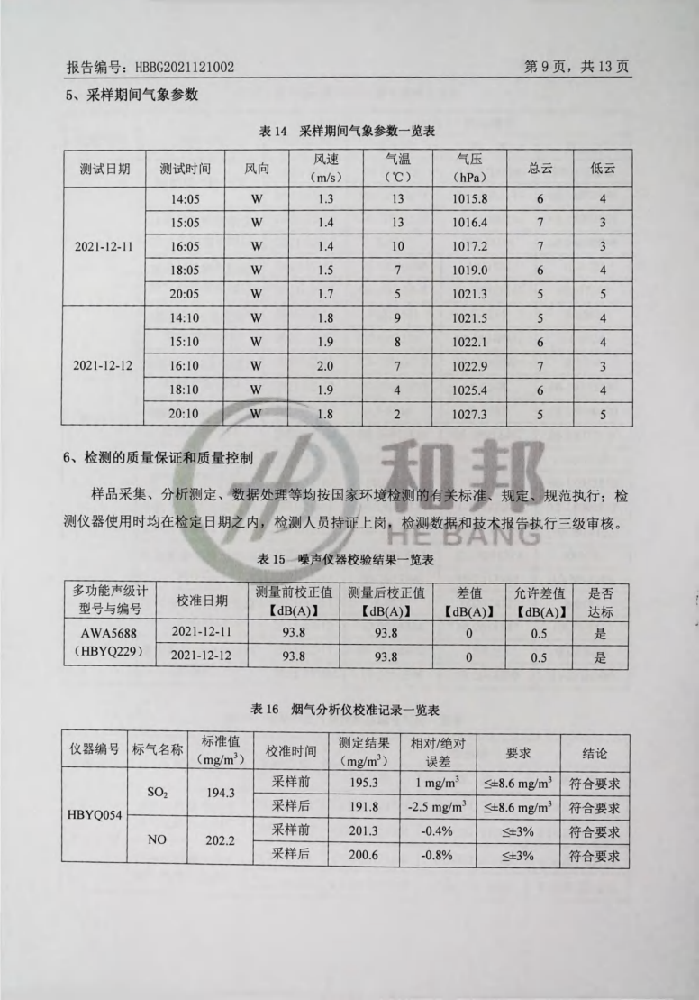 报告编号：HBBG2021121002 第9页，共13页
5、采样期间气象参数
表 14 采样期间气象参数一览表
测试日期 测试时间 风向 风速（m/s） 气温（℃） 气压（hPa） 总云 低云
2021-12-11 14:05 W 1.3 13 1015.8 6 4
15:05 W 1.4 13 1016.4 7 3
16:05 W 1.4 10 1017.2 7 3
18:05 W 1.5 7 1019.0 6 4
20:05 W 1.7 5 1021.3 5 5
2021-12-12 14:10 W 1.8 9 1021.5 5 4
15:10 W 1.9 8 1022.1 6 4
16:10 W 2.0 7 1022.9 7 3
18:10 W 1.9 4 1025.4 6 4
20:10 W 1.8 2 1027.3 5 5
6、检测的质量保证和质量控制
样品采集、分析测定、数据处理等均按国家环境检测的有关标准、规定、规范执行；检
测仪器使用时均在检定日期之内，检测人员持证上岗，检测数据和技术报告执行三级审核。
和邦
HE BANG
表 15 噪声仪器校验结果一览表
多功能声级计型号与编号 校准日期 测量前校正值【dB(A)】 测量后校正值【dB(A)】 差值【dB(A)】 允许差值【dB(A)】 是否达标
AWA5688（HBYQ229） 2021-12-11 93.8 93.8 0 0.5 是
2021-12-12 93.8 93.8 0 0.5 是
表 16 烟气分析仪校准记录一览表
仪器编号 标气名称 标准值（mg/m³） 校准时间 测定结果（mg/m³） 相对/绝对误差 要求 结论
HBYQ054 SO₂ 194.3 采样前 195.3 1 mg/m³ ≤±8.6 mg/m³ 符合要求
采样后 191.8 -2.5 mg/m³ ≤±8.6 mg/m³ 符合要求
NO 202.2 采样前 201.3 -0.4% ≤±3% 符合要求
采样后 200.6 -0.8% ≤±3% 符合要求